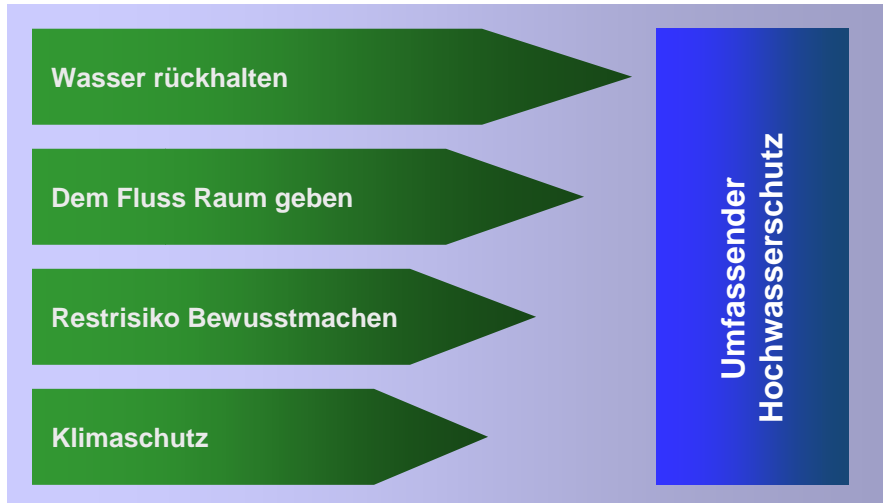 Wasser rückhalten
Dem Fluss Raum geben
Restrisiko Bewusstmachen
Klimaschutz
Umfassender
Hochwasserschutz